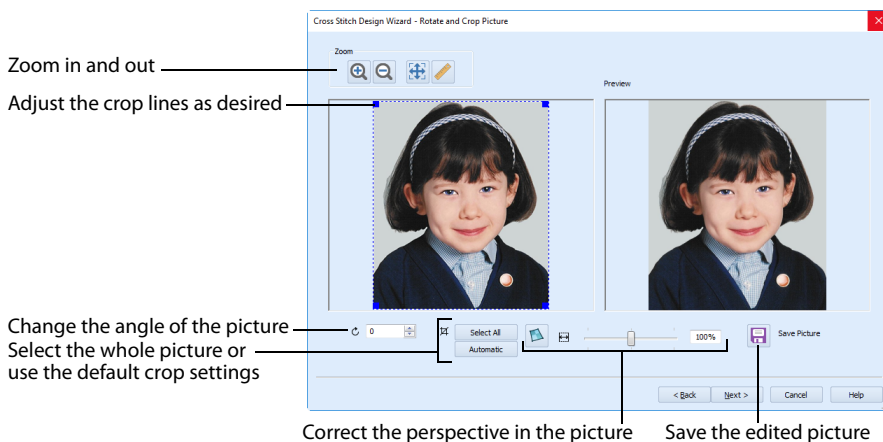 Cross Stitch Design Wizard - Rotate and Crop Picture
Zoom
Zoom in and out
Preview
Adjust the crop lines as desired
Change the angle of the picture
0
Select All
100%
Save Picture
Select the whole picture or
use the default crop settings
Automatic
< Back
Next >
Cancel
Help
Correct the perspective in the picture
Save the edited picture